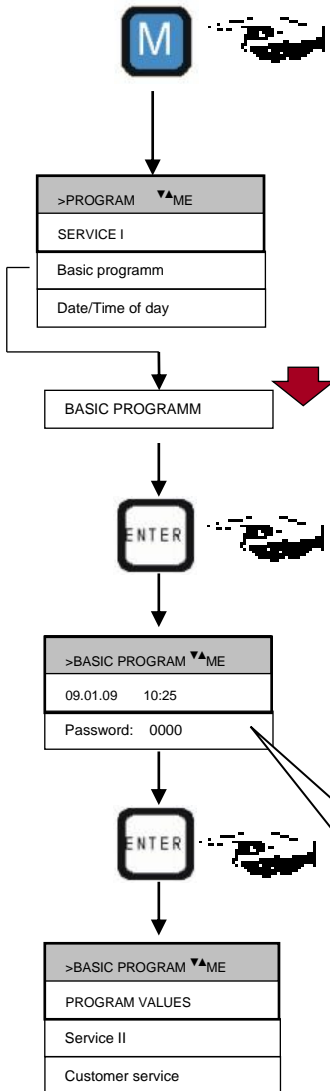 M
>PROGRAM ▼▲ME
SERVICE I
Basic programm
Date/Time of day
BASIC PROGRAMM
ENTER
>BASIC PROGRAM ▼▲ME
09.01.09 10:25
Password: 0000
ENTER
>BASIC PROGRAM ▼▲ME
PROGRAM VALUES
Service II
Customer service